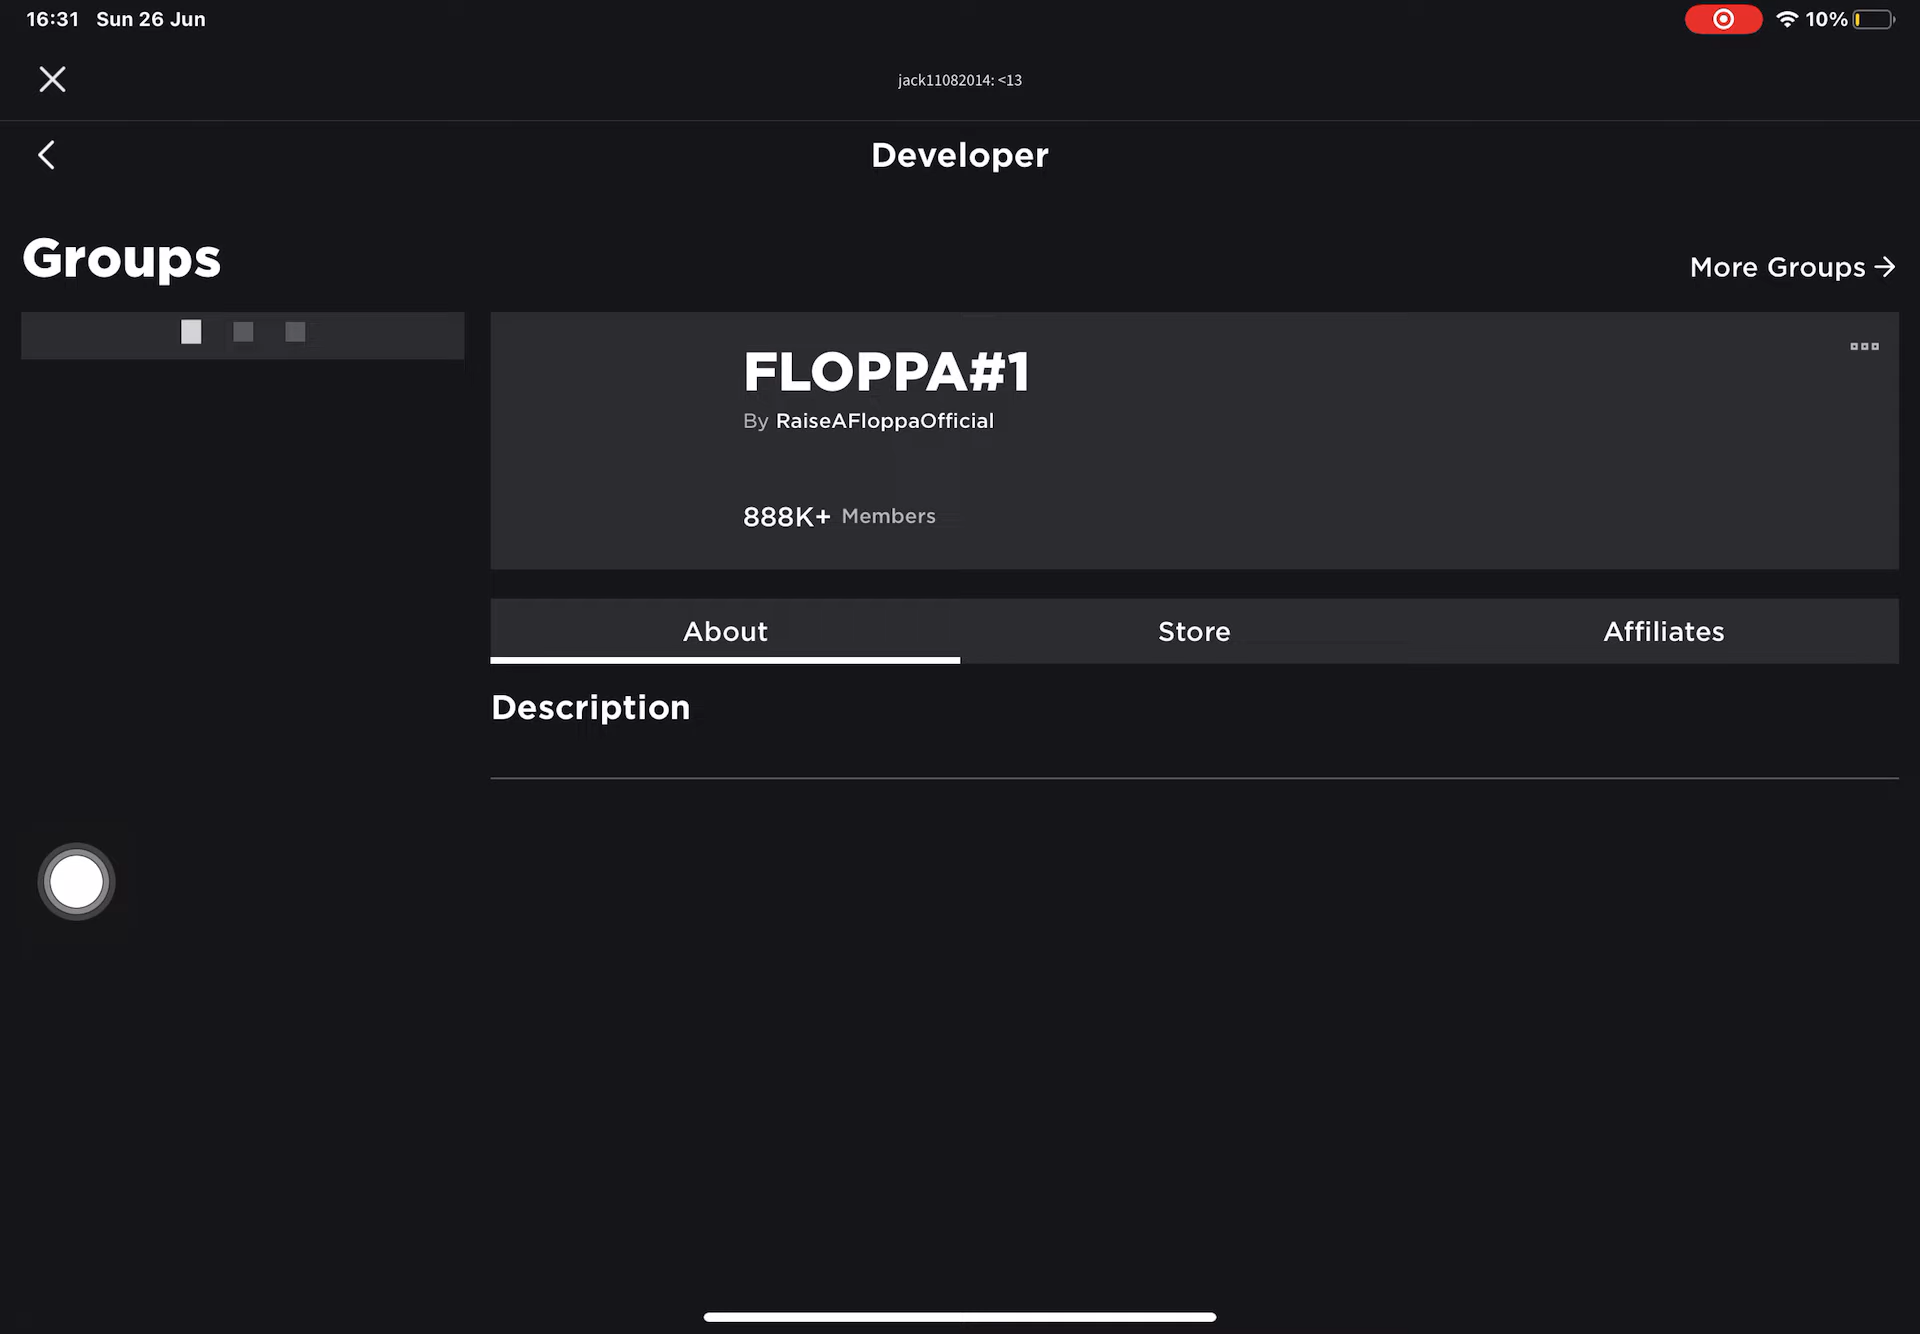 16:31 Sun 26 Jun
10%
jack11082014: <13
Developer
Groups
More Groups
FLOPPA#1
By RaiseAFloppaOfficial
888K+ Members
About Store Affiliates
Description